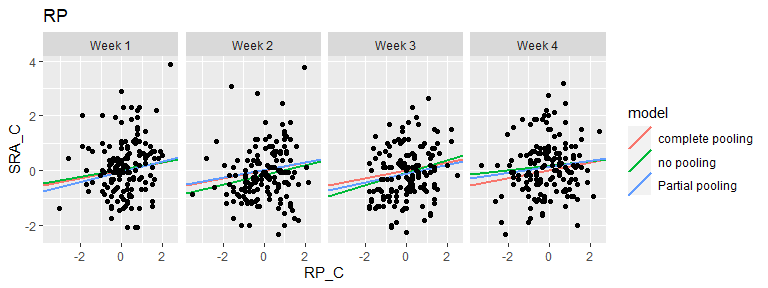 RP
Week 1 Week 2 Week 3 Week 4
4
2
0
-2
SRA_C
-2 0 2 -2 0 2 -2 0 2 -2 0 2
RP_C
model
complete pooling
no pooling
Partial pooling